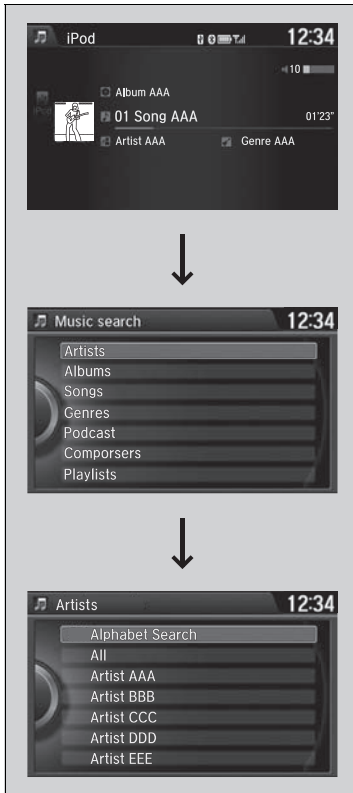 iPod 12:34
10
Album AAA
01 Song AAA 01'23"
Artist AAA Genre AAA
Music search 12:34
Artists
Albums
Songs
Genres
Podcast
Comporsers
Playlists
Artists 12:34
Alphabet Search
All
Artist AAA
Artist BBB
Artist CCC
Artist DDD
Artist EEE